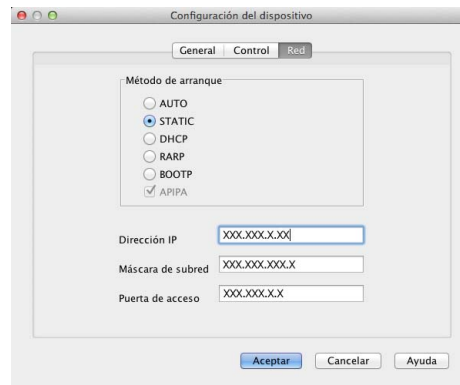 Configuración del dispositivo
General Control Red
Método de arranque
AUTO
STATIC
DHCP
RARP
BOOTP
APIPA
Dirección IP XXX.XXX.X.XX
Máscara de subred XXX.XXX.XXX.X
Puerta de acceso XXX.XXX.X.X
Aceptar Cancelar Ayuda